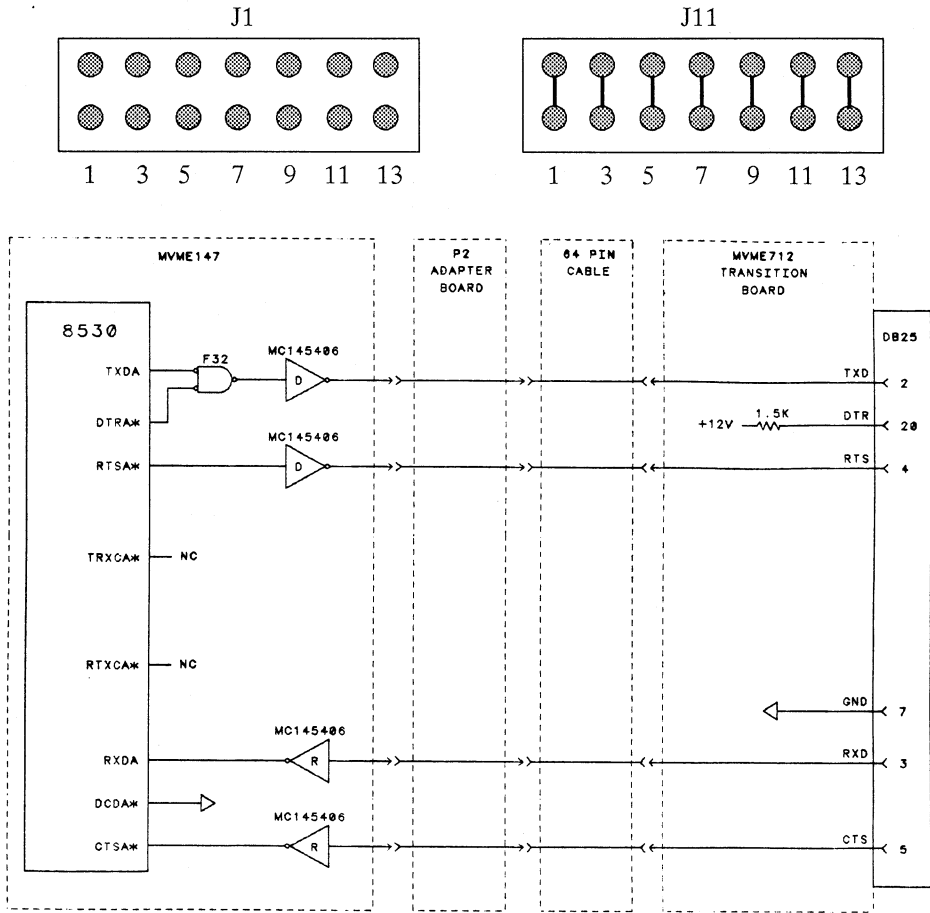 J1
J11
1 3 5 7 9 11 13
1 3 5 7 9 11 13
MVME147
P2
ADAPTER
BOARD
64 PIN
CABLE
MVME712
TRANSITION
BOARD
8530
DB25
TXDA
F32
MC145406
D
TXD
2
DTRA*
+12V
1.5K
DTR
20
MC145406
RTSA*
D
RTS
4
TRXCA*
NC
RTXCA*
NC
GND
7
MC145406
RXDA
R
RXD
3
DCDA*
MC145406
CTSA*
R
CTS
5